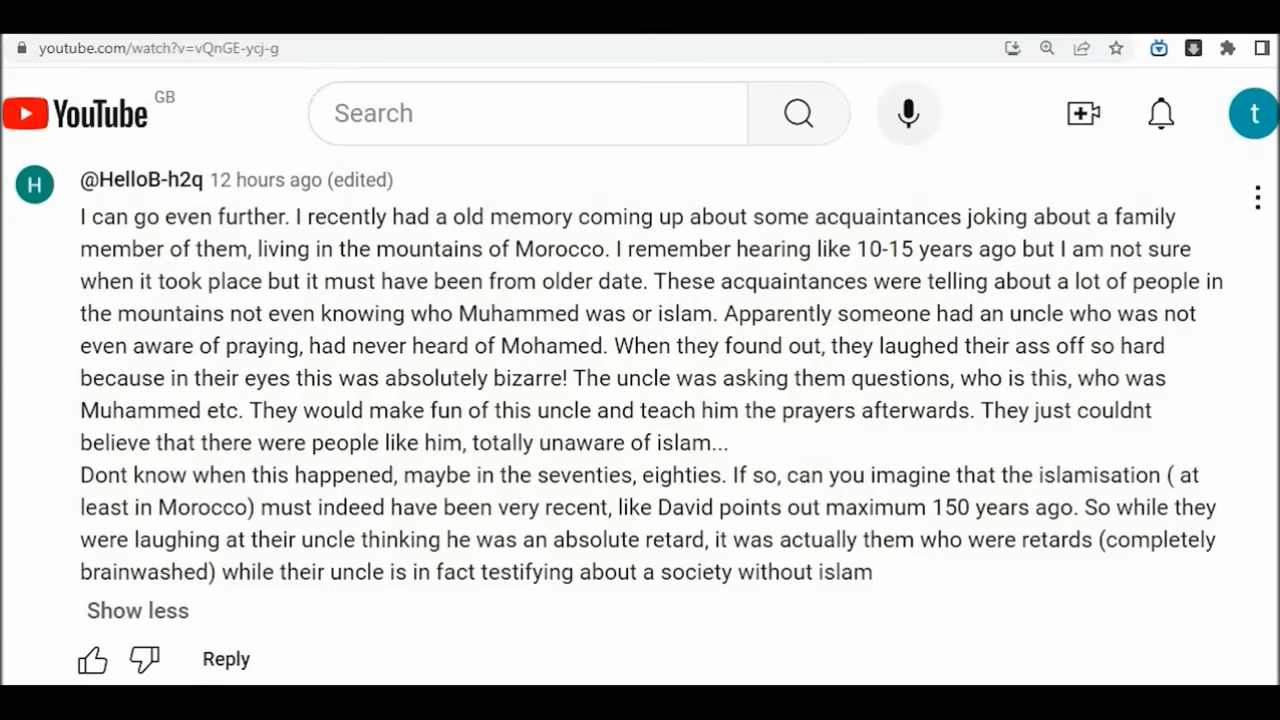 youtube.com/watch?v=vQnGE-ycj-g
YouTube GB
Search
t
H
@HelloB-h2q 12 hours ago (edited)
I can go even further. I recently had a old memory coming up about some acquaintances joking about a family
member of them, living in the mountains of Morocco. I remember hearing like 10-15 years ago but I am not sure
when it took place but it must have been from older date. These acquaintances were telling about a lot of people in
the mountains not even knowing who Muhammed was or islam. Apparently someone had an uncle who was not
even aware of praying, had never heard of Mohamed. When they found out, they laughed their ass off so hard
because in their eyes this was absolutely bizarre! The uncle was asking them questions, who is this, who was
Muhammed etc. They would make fun of this uncle and teach him the prayers afterwards. They just couldnt
believe that there were people like him, totally unaware of islam...
Dont know when this happened, maybe in the seventies, eighties. If so, can you imagine that the islamisation ( at
least in Morocco) must indeed have been very recent, like David points out maximum 150 years ago. So while they
were laughing at their uncle thinking he was an absolute retard, it was actually them who were retards (completely
brainwashed) while their uncle is in fact testifying about a society without islam
Show less
Reply